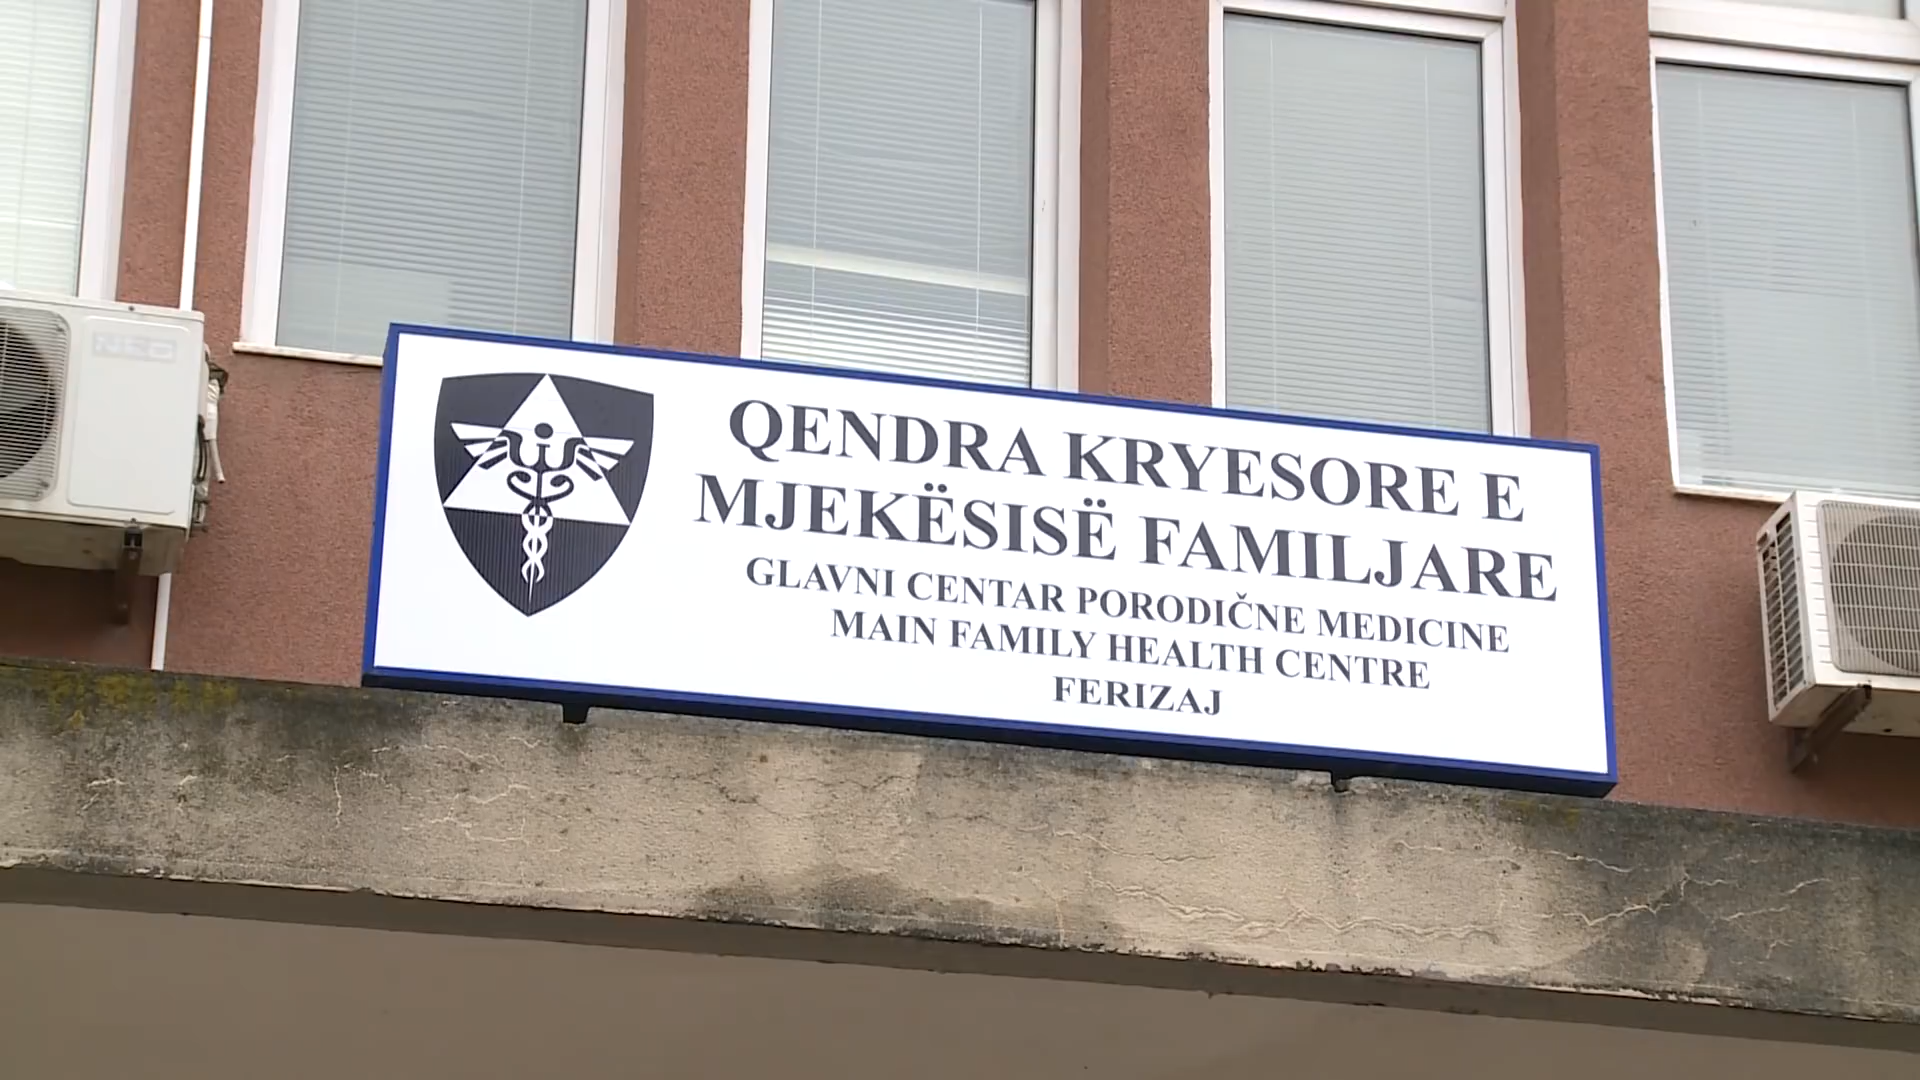 QENDRA KRYESORE E
MJEKËSISË FAMILJARE
GLAVNI CENTAR PORODIČNE MEDICINE
MAIN FAMILY HEALTH CENTRE
FERIZAJ